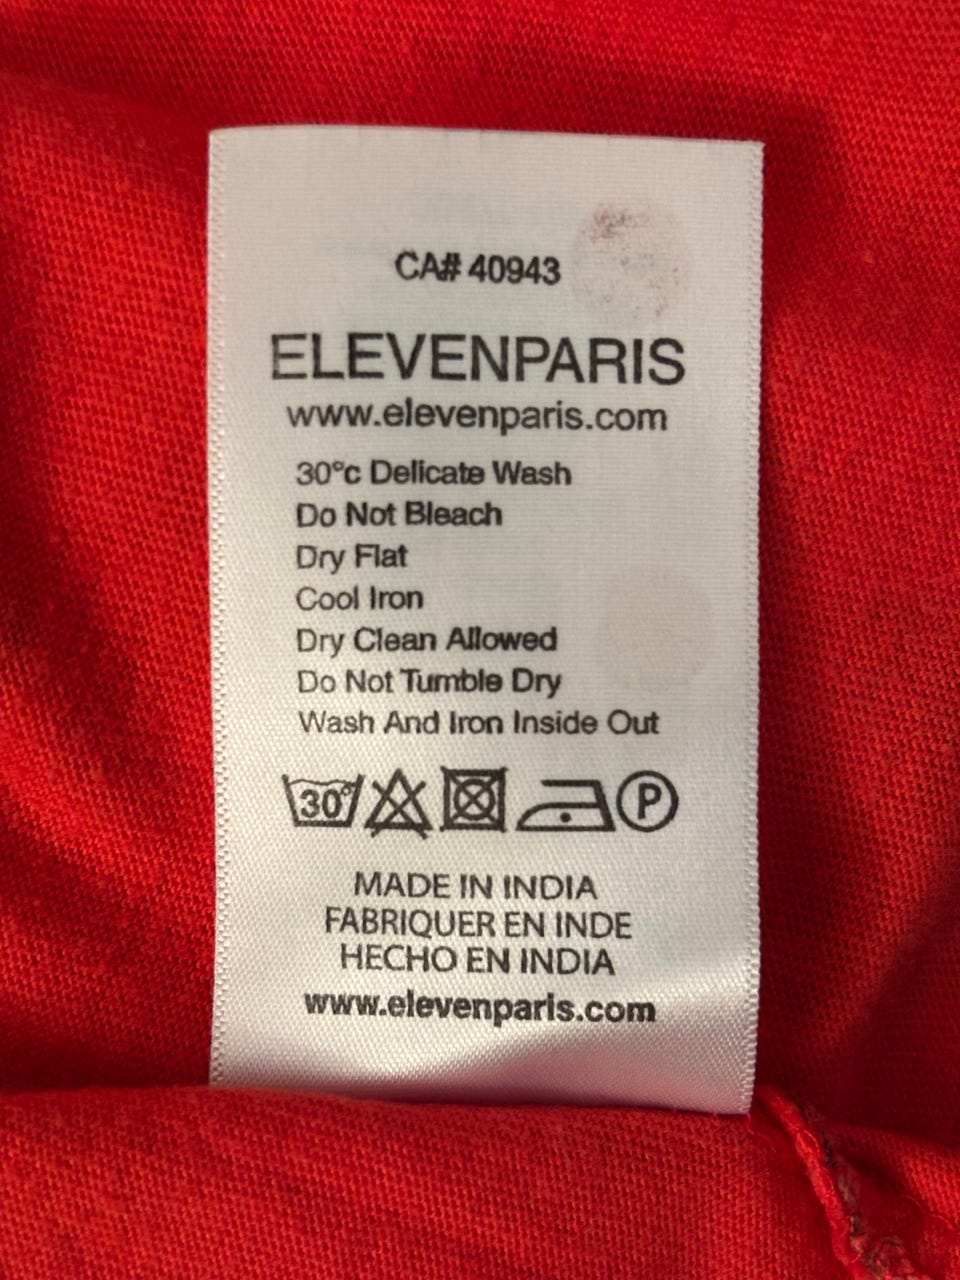 CA# 40943
ELEVENPARIS
www.elevenparis.com
30°c Delicate Wash
Do Not Bleach
Dry Flat
Cool Iron
Dry Clean Allowed
Do Not Tumble Dry
Wash And Iron Inside Out
30° P
MADE IN INDIA
FABRIQUER EN INDE
HECHO EN INDIA
www.elevenparis.com